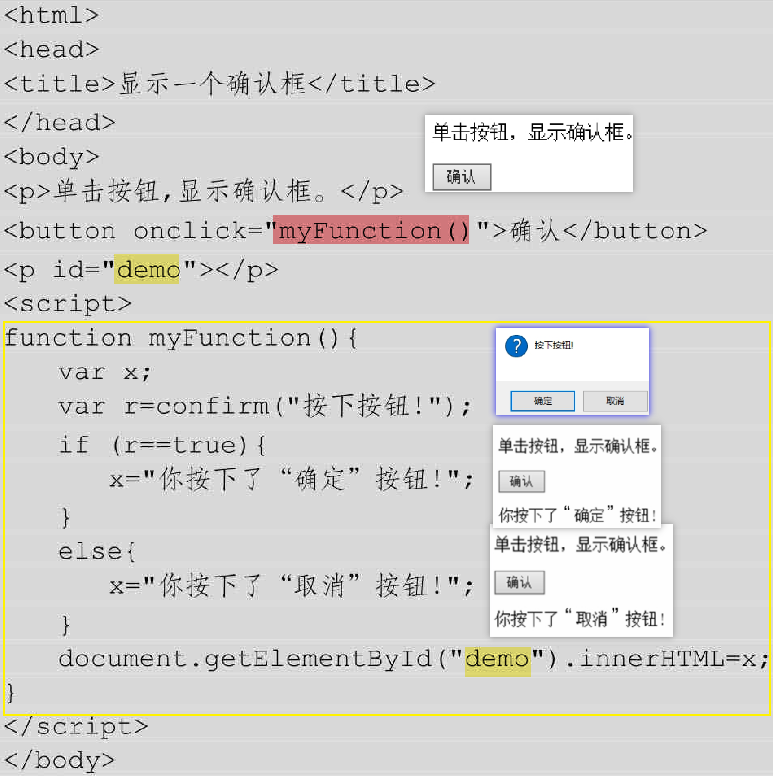 <html>
<head>
<title>显示一个确认框</title>
</head>
<body>
<p>单击按钮,显示确认框。</p>
<button onclick="myFunction()">确认</button>
<p id="demo"></p>
<script>
function myFunction(){
var x;
var r=confirm("按下按钮!");
if (r==true){
x="你按下了“确定”按钮!";
}
else{
x="你按下了“取消”按钮!";
}
document.getElementById("demo").innerHTML=x;
}
</script>
</body>
单击按钮，显示确认框。
确认
按下按钮!
确定 取消
单击按钮，显示确认框。
确认
你按下了“确定”按钮!
单击按钮，显示确认框。
确认
你按下了“取消”按钮!